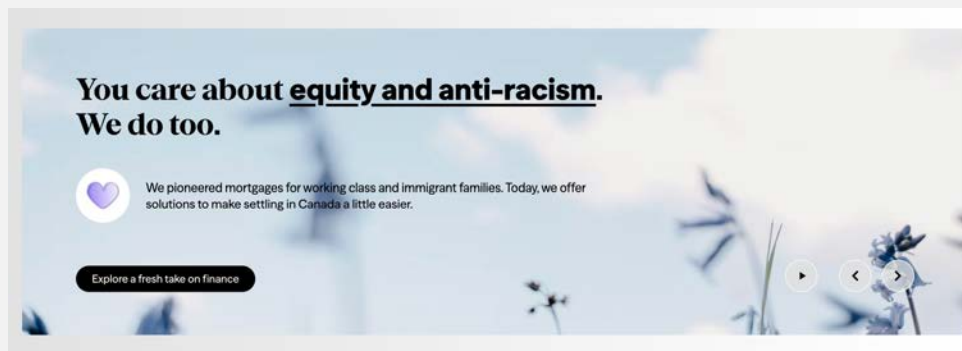 You care about equity and anti-racism.
We do too.
We pioneered mortgages for working class and immigrant families. Today, we offer
solutions to make settling in Canada a little easier.
Explore a fresh take on finance